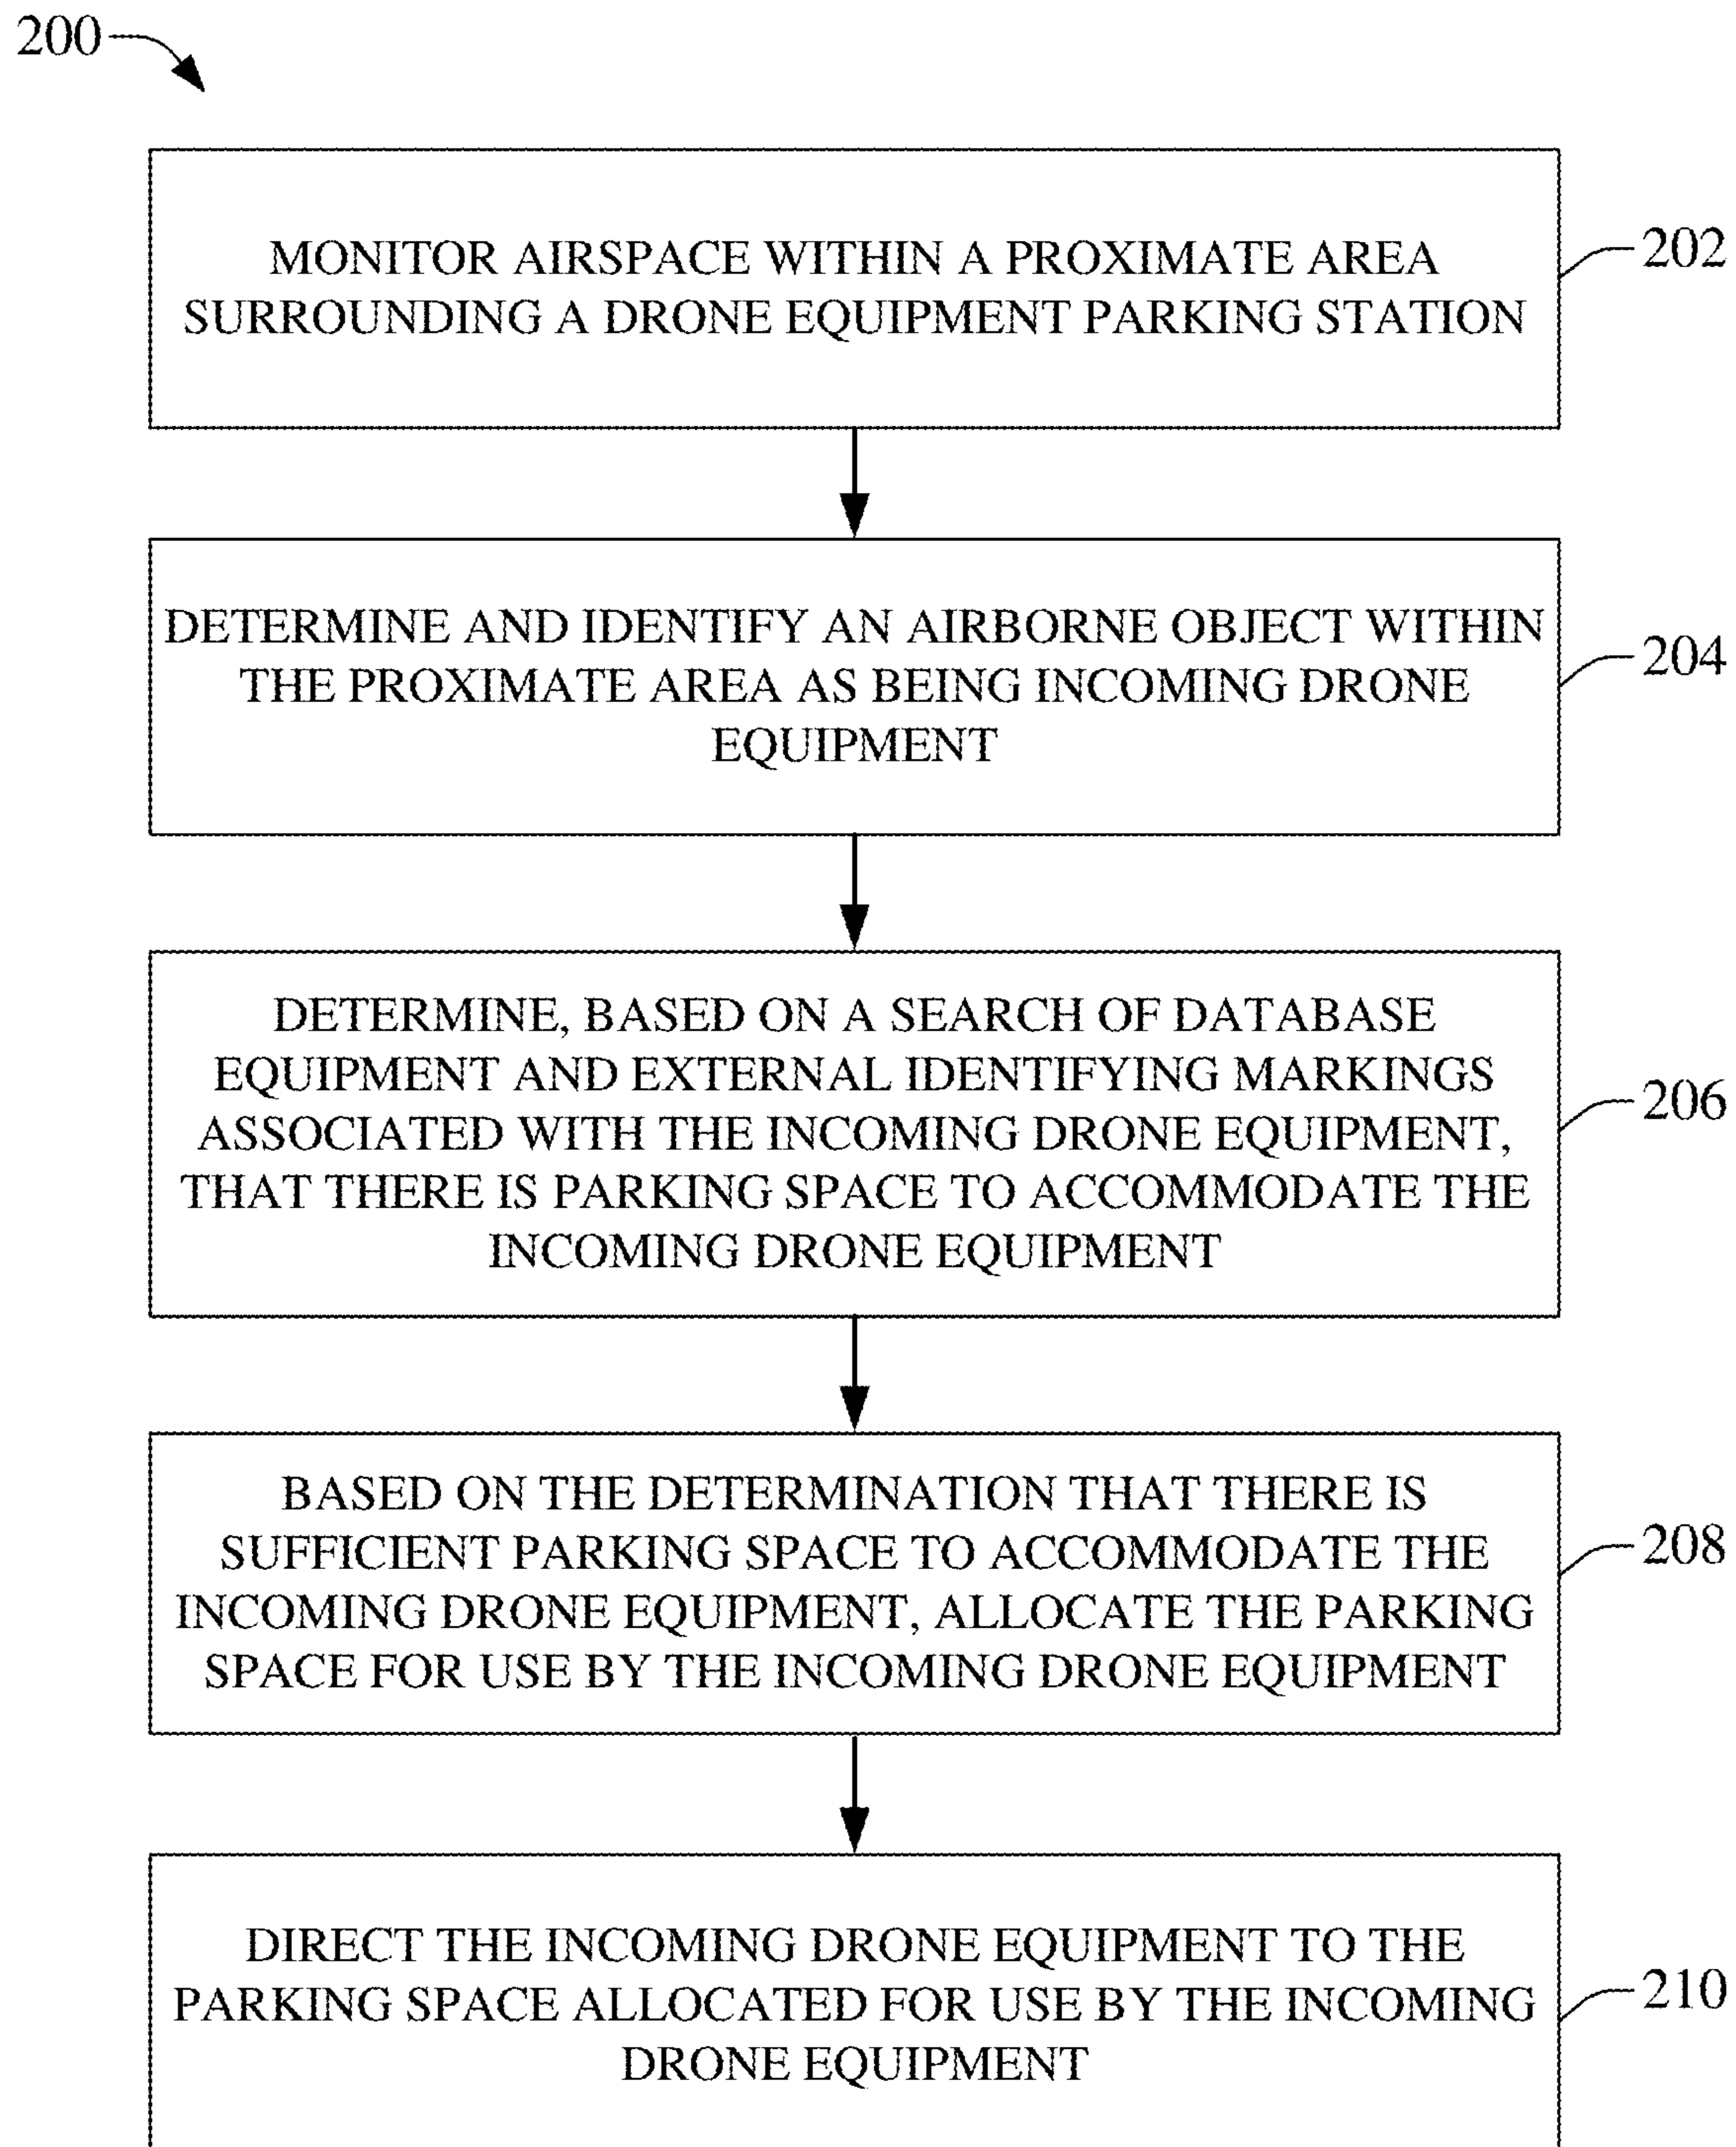 200
MONITOR AIRSPACE WITHIN A PROXIMATE AREA
SURROUNDING A DRONE EQUIPMENT PARKING STATION
202
DETERMINE AND IDENTIFY AN AIRBORNE OBJECT WITHIN
THE PROXIMATE AREA AS BEING INCOMING DRONE
EQUIPMENT
204
DETERMINE, BASED ON A SEARCH OF DATABASE
EQUIPMENT AND EXTERNAL IDENTIFYING MARKINGS
ASSOCIATED WITH THE INCOMING DRONE EQUIPMENT,
THAT THERE IS PARKING SPACE TO ACCOMMODATE THE
INCOMING DRONE EQUIPMENT
206
BASED ON THE DETERMINATION THAT THERE IS
SUFFICIENT PARKING SPACE TO ACCOMMODATE THE
INCOMING DRONE EQUIPMENT, ALLOCATE THE PARKING
SPACE FOR USE BY THE INCOMING DRONE EQUIPMENT
208
DIRECT THE INCOMING DRONE EQUIPMENT TO THE
PARKING SPACE ALLOCATED FOR USE BY THE INCOMING
DRONE EQUIPMENT
210